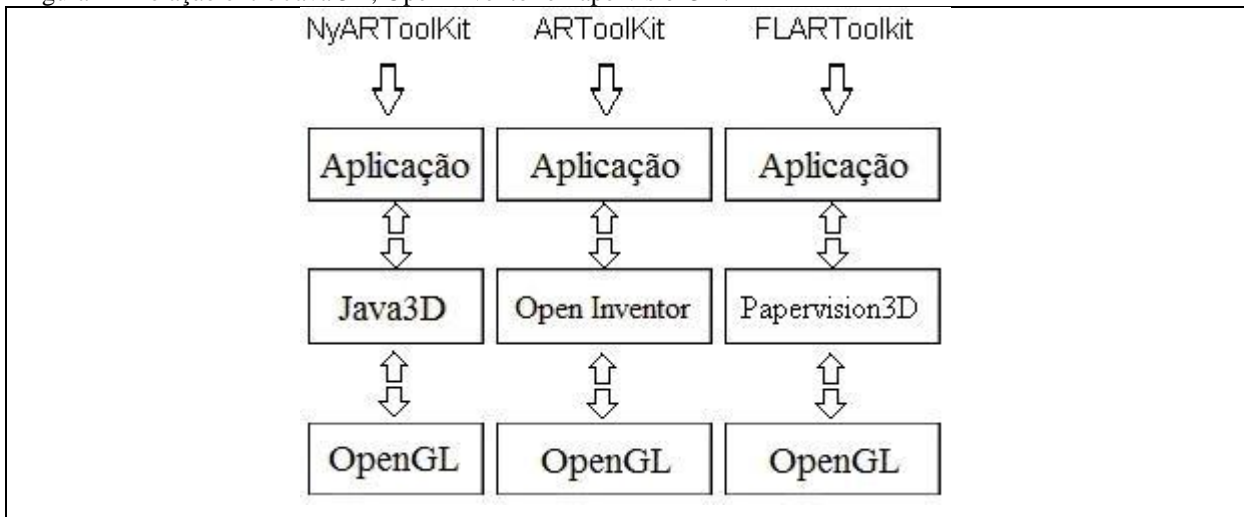 NyARToolKit ARToolKit FLARToolkit
Aplicação Aplicação Aplicação
Java3D Open Inventor Papervision3D
OpenGL OpenGL OpenGL